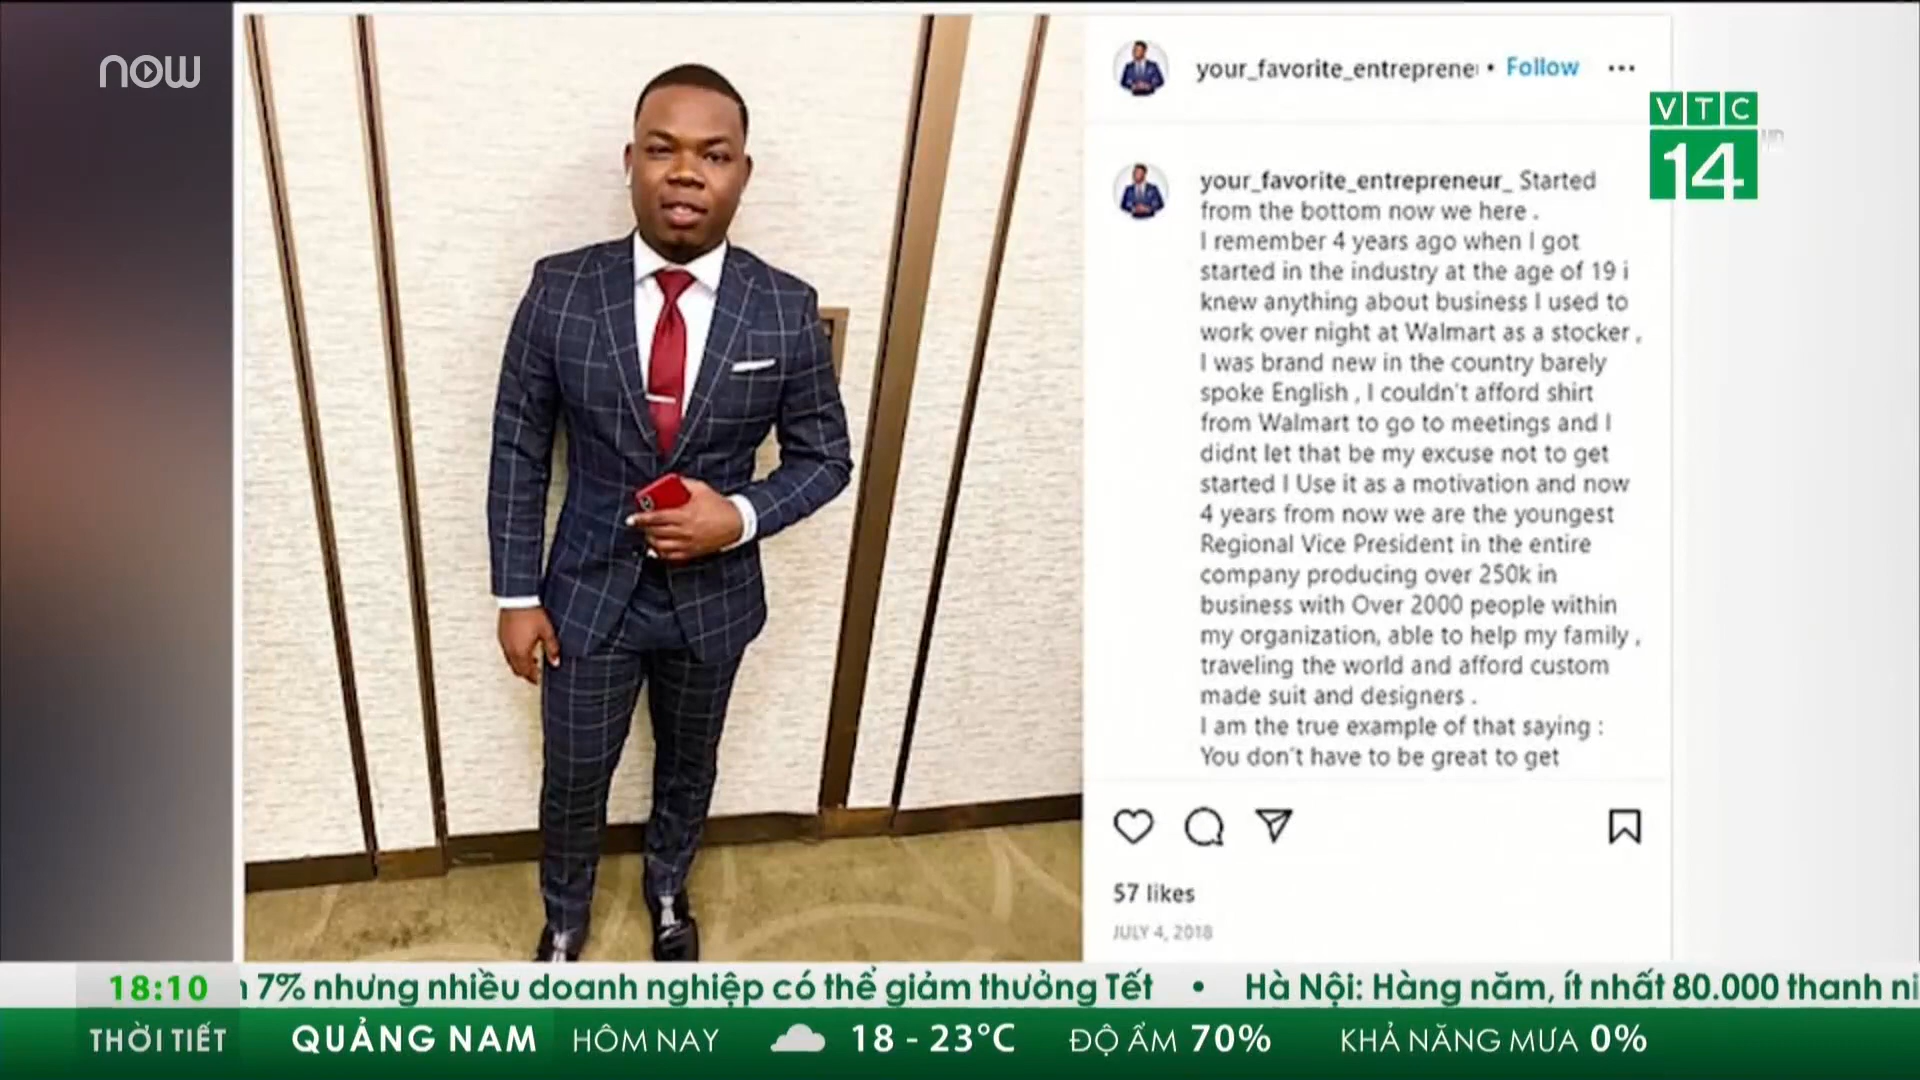 now
your_favorite_entreprene • Follow •••
VTC
14
your_favorite_entrepreneur_ Started
from the bottom now we here .
I remember 4 years ago when I got
started in the industry at the age of 19 i
knew anything about business I used to
work over night at Walmart as a stocker ,
I was brand new in the country barely
spoke English , I couldn't afford shirt
from Walmart to go to meetings and I
didnt let that be my excuse not to get
started I Use it as a motivation and now
4 years from now we are the youngest
Regional Vice President in the entire
company producing over 250k in
business with Over 2000 people within
my organization, able to help my family ,
traveling the world and afford custom
made suit and designers .
I am the true example of that saying :
You don't have to be great to get
57 likes
JULY 4, 2018
18:10 7% nhưng nhiều doanh nghiệp có thể giảm thưởng Tết • Hà Nội: Hàng năm, ít nhất 80.000 thanh ni
THỜI TIẾT QUẢNG NAM HÔM NAY 18 - 23°C ĐỘ ẨM 70% KHẢ NĂNG MƯA 0%